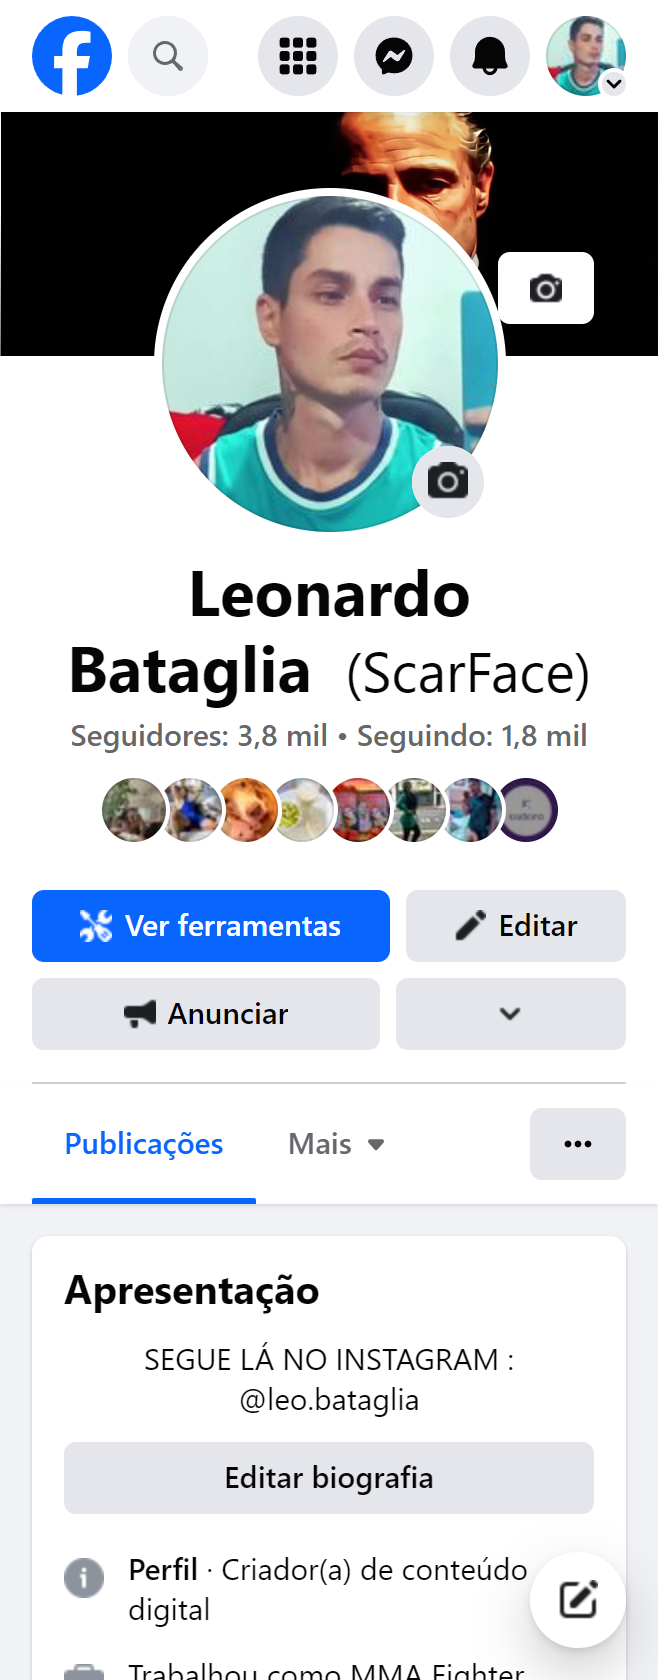 Leonardo
Bataglia (ScarFace)
Seguidores: 3,8 mil • Seguindo: 1,8 mil
Ver ferramentas
Editar
Anunciar
Publicações
Mais
Apresentação
SEGUE LÁ NO INSTAGRAM :
@leo.bataglia
Editar biografia
Perfil · Criador(a) de conteúdo
digital
Trabalhou como MMA Fighter